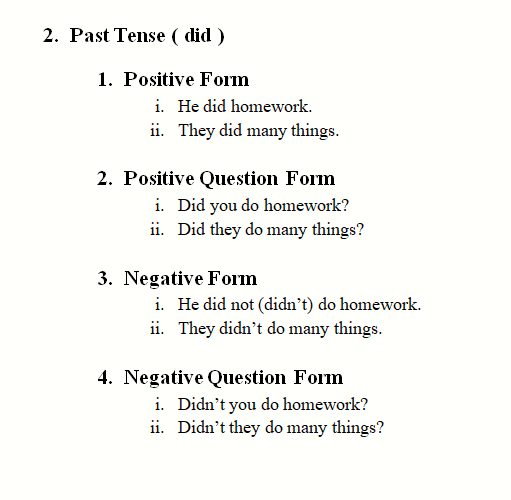 2. Past Tense ( did )
1. Positive Form
i. He did homework.
ii. They did many things.
2. Positive Question Form
i. Did you do homework?
ii. Did they do many things?
3. Negative Form
i. He did not (didn’t) do homework.
ii. They didn’t do many things.
4. Negative Question Form
i. Didn’t you do homework?
ii. Didn’t they do many things?